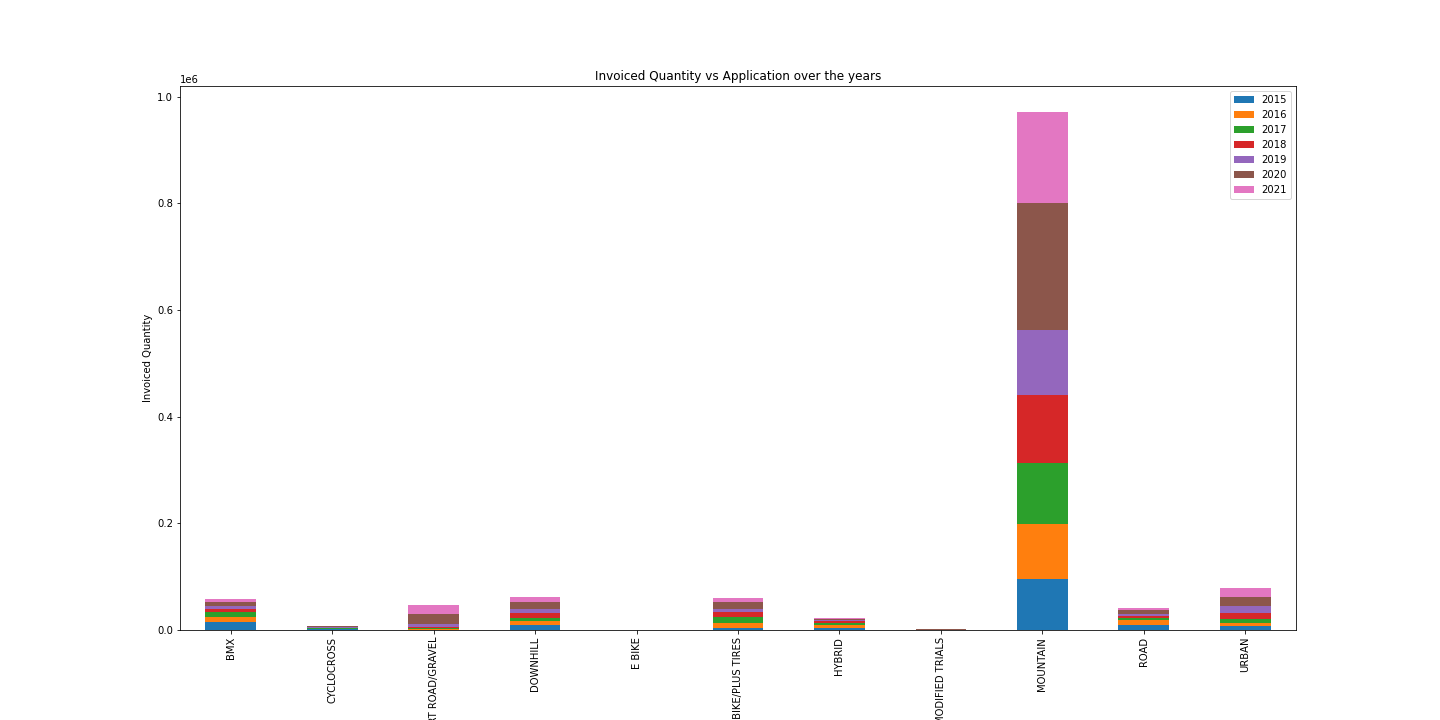 Invoiced Quantity vs Application over the years
1e6
1.0
0.8
0.6
0.4
0.2
0.0
Invoiced Quantity
2015
2016
2017
2018
2019
2020
2021
BMX
CYCLOCROSS
RT ROAD/GRAVEL
DOWNHILL
E BIKE
BIKE/PLUS TIRES
HYBRID
MODIFIED TRIALS
MOUNTAIN
ROAD
URBAN